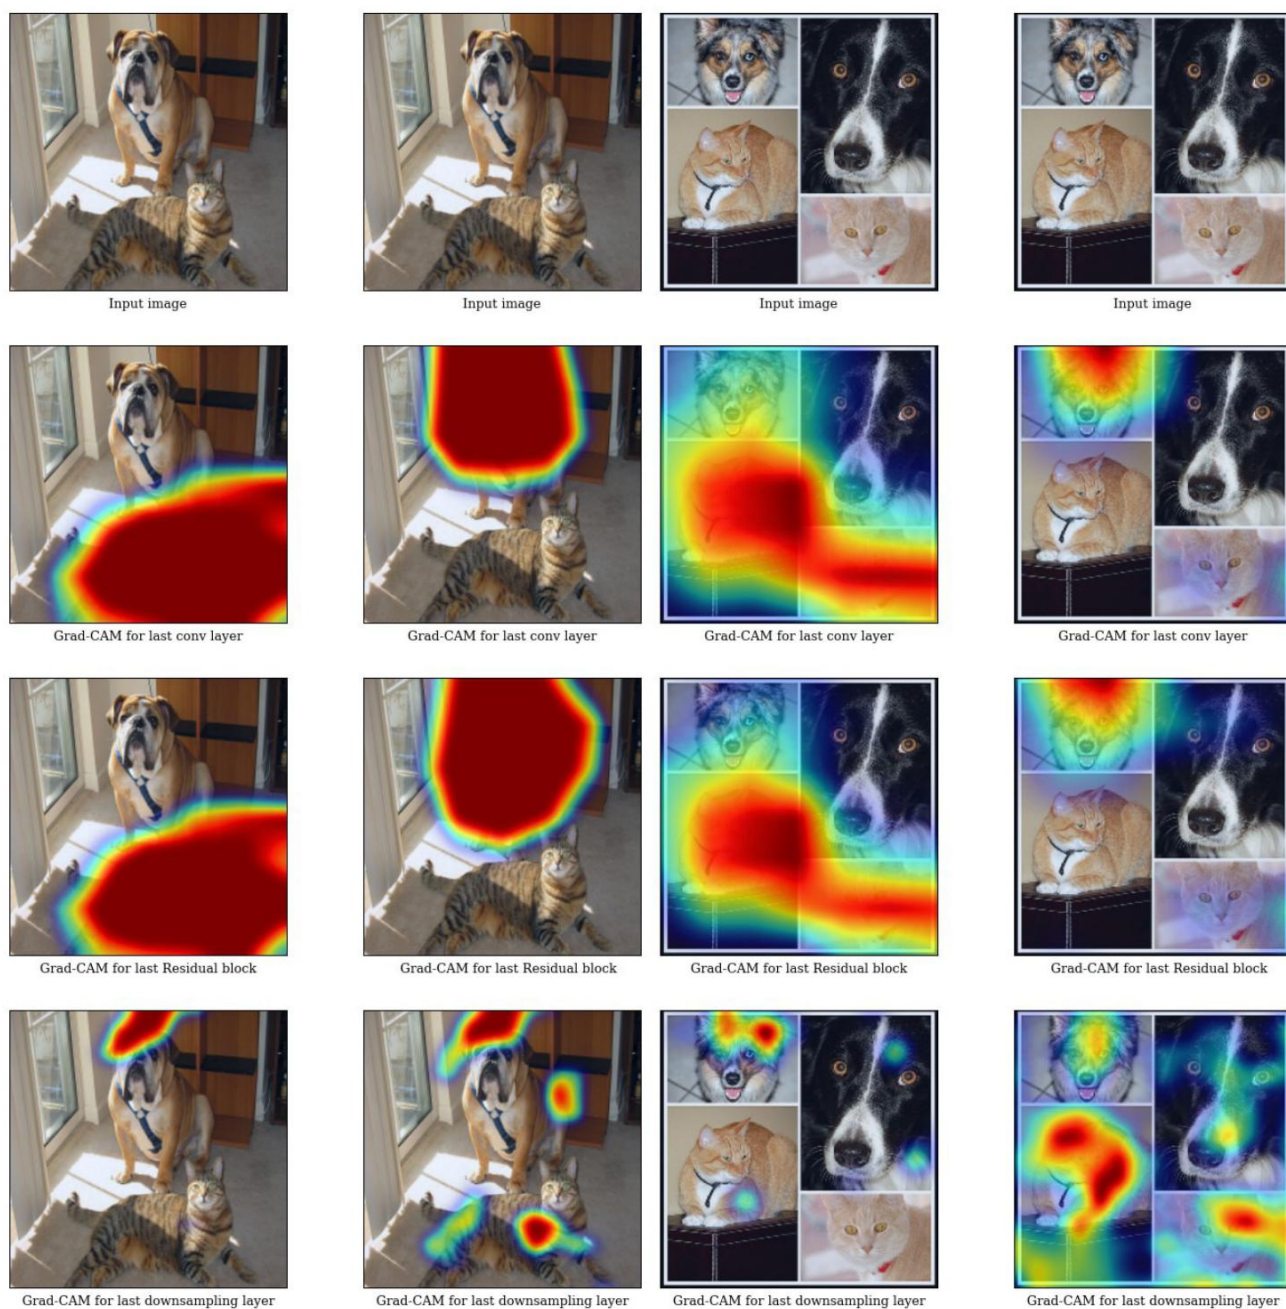 Input image
Input image
Input image
Input image
Grad-CAM for last conv layer
Grad-CAM for last conv layer
Grad-CAM for last conv layer
Grad-CAM for last conv layer
Grad-CAM for last Residual block
Grad-CAM for last Residual block
Grad-CAM for last Residual block
Grad-CAM for last Residual block
Grad-CAM for last downsampling layer
Grad-CAM for last downsampling layer
Grad-CAM for last downsampling layer
Grad-CAM for last downsampling layer